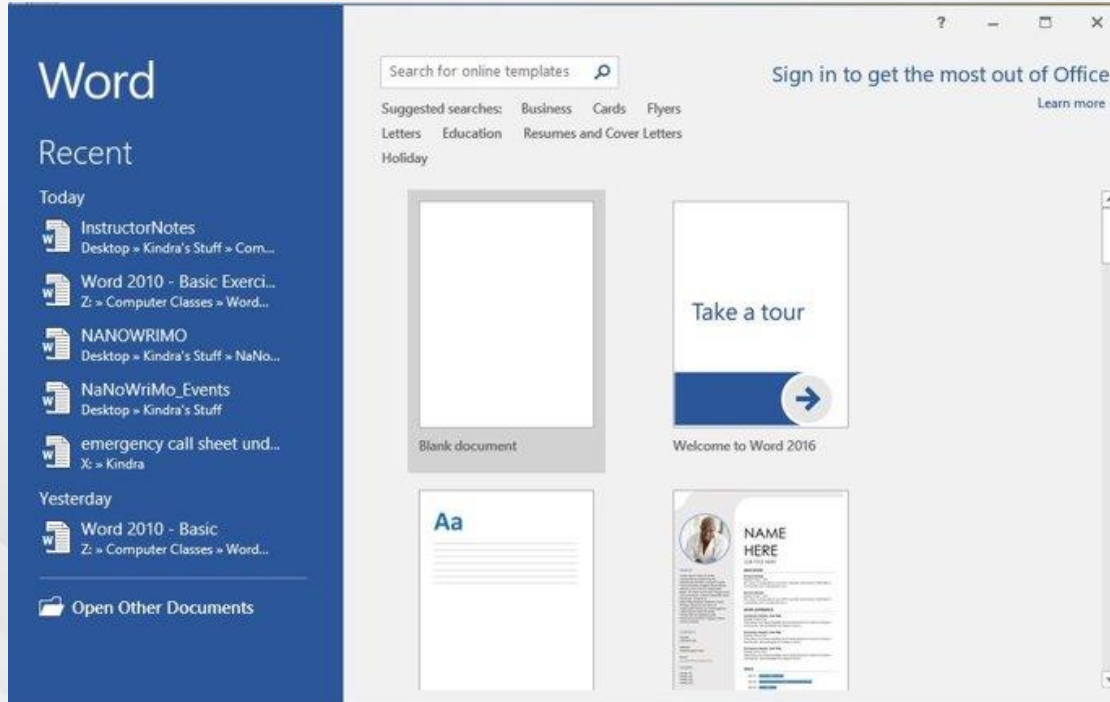 Word
Recent
Today
InstructorNotes
Desktop » Kindra's Stuff » Com...
Word 2010 - Basic Exerci...
Z: » Computer Classes » Word...
NANOWRIMO
Desktop » Kindra's Stuff » NaNo...
NaNoWriMo_Events
Desktop » Kindra's Stuff
emergency call sheet und...
X: » Kindra
Yesterday
Word 2010 - Basic
Z: » Computer Classes » Word...
Open Other Documents
?
Search for online templates
Sign in to get the most out of Office
Learn more
Suggested searches: Business Cards Flyers
Letters Education Resumes and Cover Letters
Holiday
Take a tour
Blank document
Welcome to Word 2016
Aa
NAME
HERE